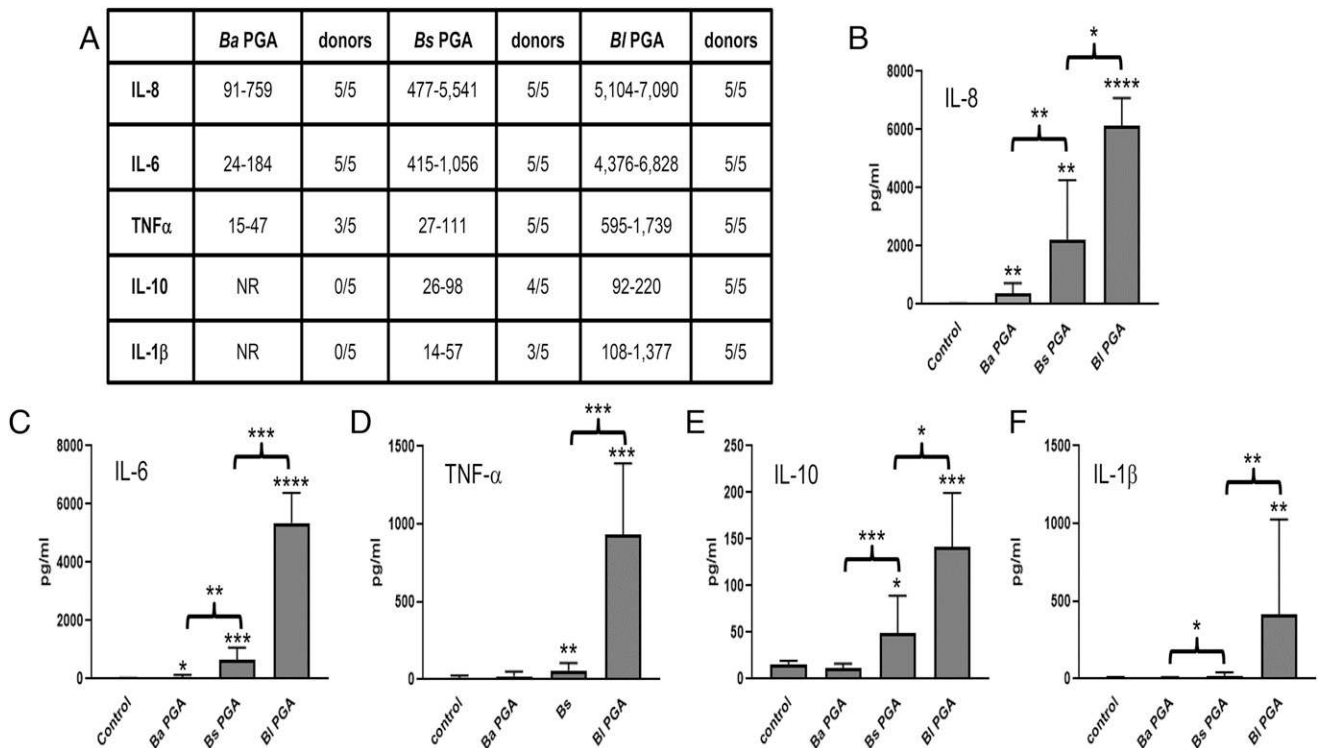 A
Ba PGA donors Bs PGA donors Bl PGA donors
IL-8 91-759 5/5 477-5,541 5/5 5,104-7,090 5/5
IL-6 24-184 5/5 415-1,056 5/5 4,376-6,828 5/5
TNFα 15-47 3/5 27-111 5/5 595-1,739 5/5
IL-10 NR 0/5 26-98 4/5 92-220 5/5
IL-1β NR 0/5 14-57 3/5 108-1,377 5/5
B
IL-8
pg/ml
8000
6000
4000
2000
0
**
**
**
*
****
Control Ba PGA Bs PGA Bl PGA
C
IL-6
pg/ml
8000
6000
4000
2000
0
*
**
***
***
****
Control Ba PGA Bs PGA Bl PGA
D
TNF-α
pg/ml
1500
1000
500
0
**
***
***
control Ba PGA Bs Bl PGA
E
IL-10
pg/ml
250
200
150
100
50
0
***
*
*
***
control Ba PGA Bs PGA Bl PGA
F
IL-1β
pg/ml
1500
1000
500
0
*
**
**
control Ba PGA Bs PGA Bl PGA